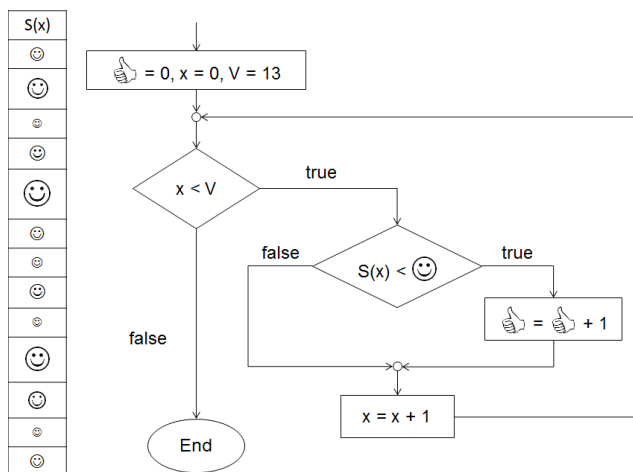 S(x)
👍 = 0, x = 0, V = 13
x < V
true
false
S(x) < ☺
true
👍 = 👍 + 1
false
x = x + 1
End